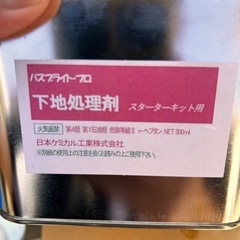 バスブライト・プロ
下地処理剤 スターターキット用
火気厳禁 第4類 第1石油類 危険等級Ⅱ n-ヘプタン NET 500ml
日本ケミカル工業株式会社
※別紙の枚用上の注意を良くお読みの上ご使用下さい。